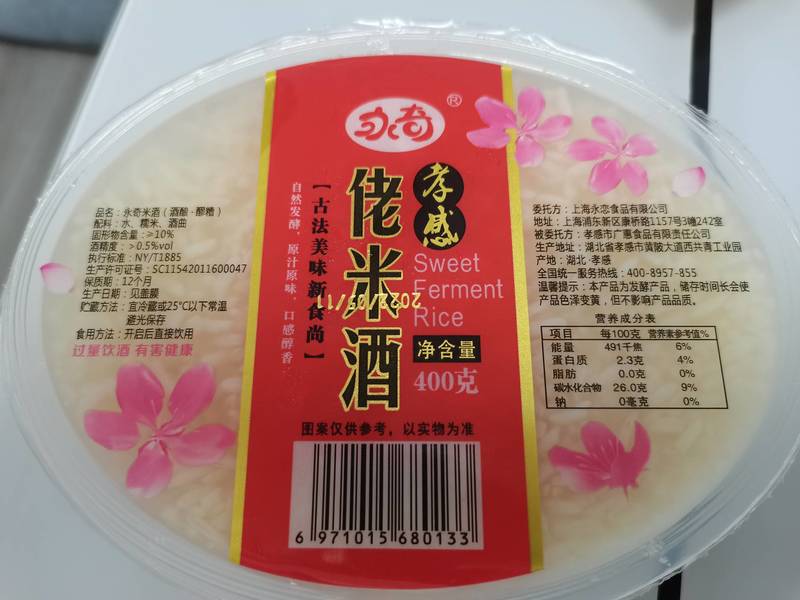 永奇®
孝感
佬米酒
Sweet
Ferment
Rice
【古法美味新食尚】
自然发酵，原汁原味，口感醇香
净含量
400克
图案仅供参考，以实物为准
6 971015 680133
品名：永奇米酒（酒酿·醪糟）
配料：水、糯米、酒曲
固形物含量：≥10%
酒精度：>0.5%vol
执行标准：NY/T1885
生产许可证号：SC11542011600047
保质期：12个月
生产日期：见盖膜
贮藏方法：宜冷藏或25℃以下常温
避光保存
食用方法：开启后直接饮用
过量饮酒 有害健康
委托方：上海永恋食品有限公司
地址：上海浦东新区康桥路1157号3幢242室
被委托方：孝感市广惠食品有限责任公司
生产地址：湖北省孝感市黄陂大道西共青工业园
产地：湖北·孝感
全国统一服务热线：400-8957-855
温馨提示：本产品为发酵产品，储存时间长会使
产品色泽变黄，但不影响产品品质。
营养成分表
项目 每100克 营养素参考值%
能量 491千焦 6%
蛋白质 2.3克 4%
脂肪 0.0克 0%
碳水化合物 26.0克 9%
钠 0毫克 0%